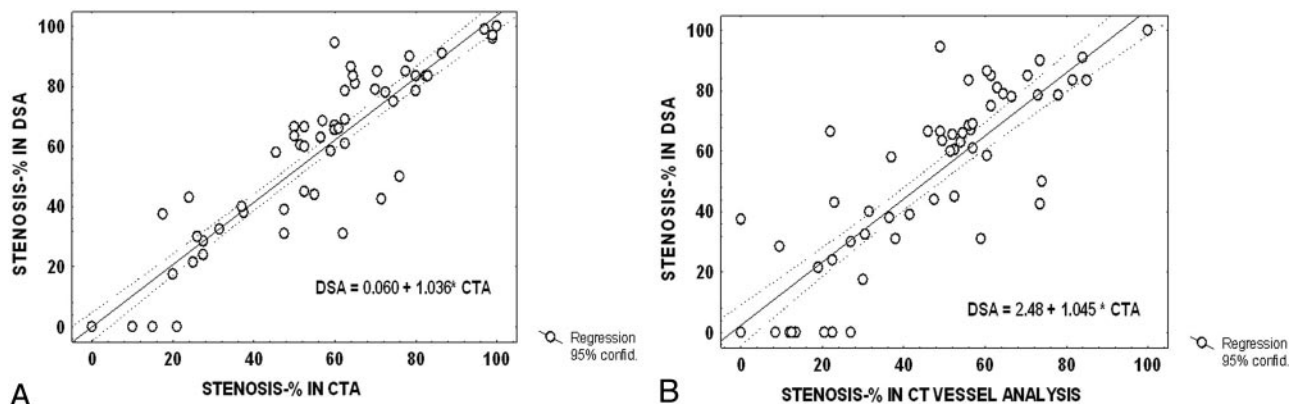 STENOSIS-% IN DSA
100
80
60
40
20
0
DSA = 0.060 + 1.036* CTA
0 20 40 60 80 100
STENOSIS-% IN CTA
Regression
95% confid.
A
STENOSIS-% IN DSA
100
80
60
40
20
0
DSA = 2.48 + 1.045 * CTA
0 20 40 60 80 100
STENOSIS-% IN CT VESSEL ANALYSIS
Regression
95% confid.
B